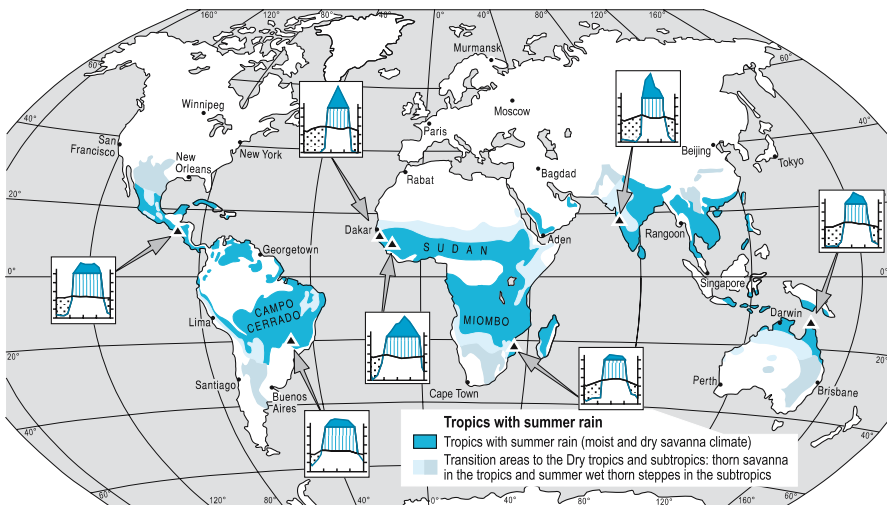 160°
120°
80°
40°
0°
40°
80°
120°
160°
60°
60°
Murmansk
Winnipeg
Moscow
Paris
40°
San
Francisco
New York
New
Orleans
Beijing
40°
Tokyo
Rabat
Bagdad
20°
20°
Dakar
SUDAN
Aden
Rangoon
Georgetown
0°
Singapore
0°
CAMPO
CERRADO
Lima
MIOMBO
Darwin
20°
20°
Santiago
Buenos
Aires
Cape Town
Perth
Brisbane
40°
40°
Tropics with summer rain
Tropics with summer rain (moist and dry savanna climate)
Transition areas to the Dry tropics and subtropics: thorn savanna
in the tropics and summer wet thorn steppes in the subtropics
60°
120°
80°
40°
0°
40°
80°
120°
160°
60°